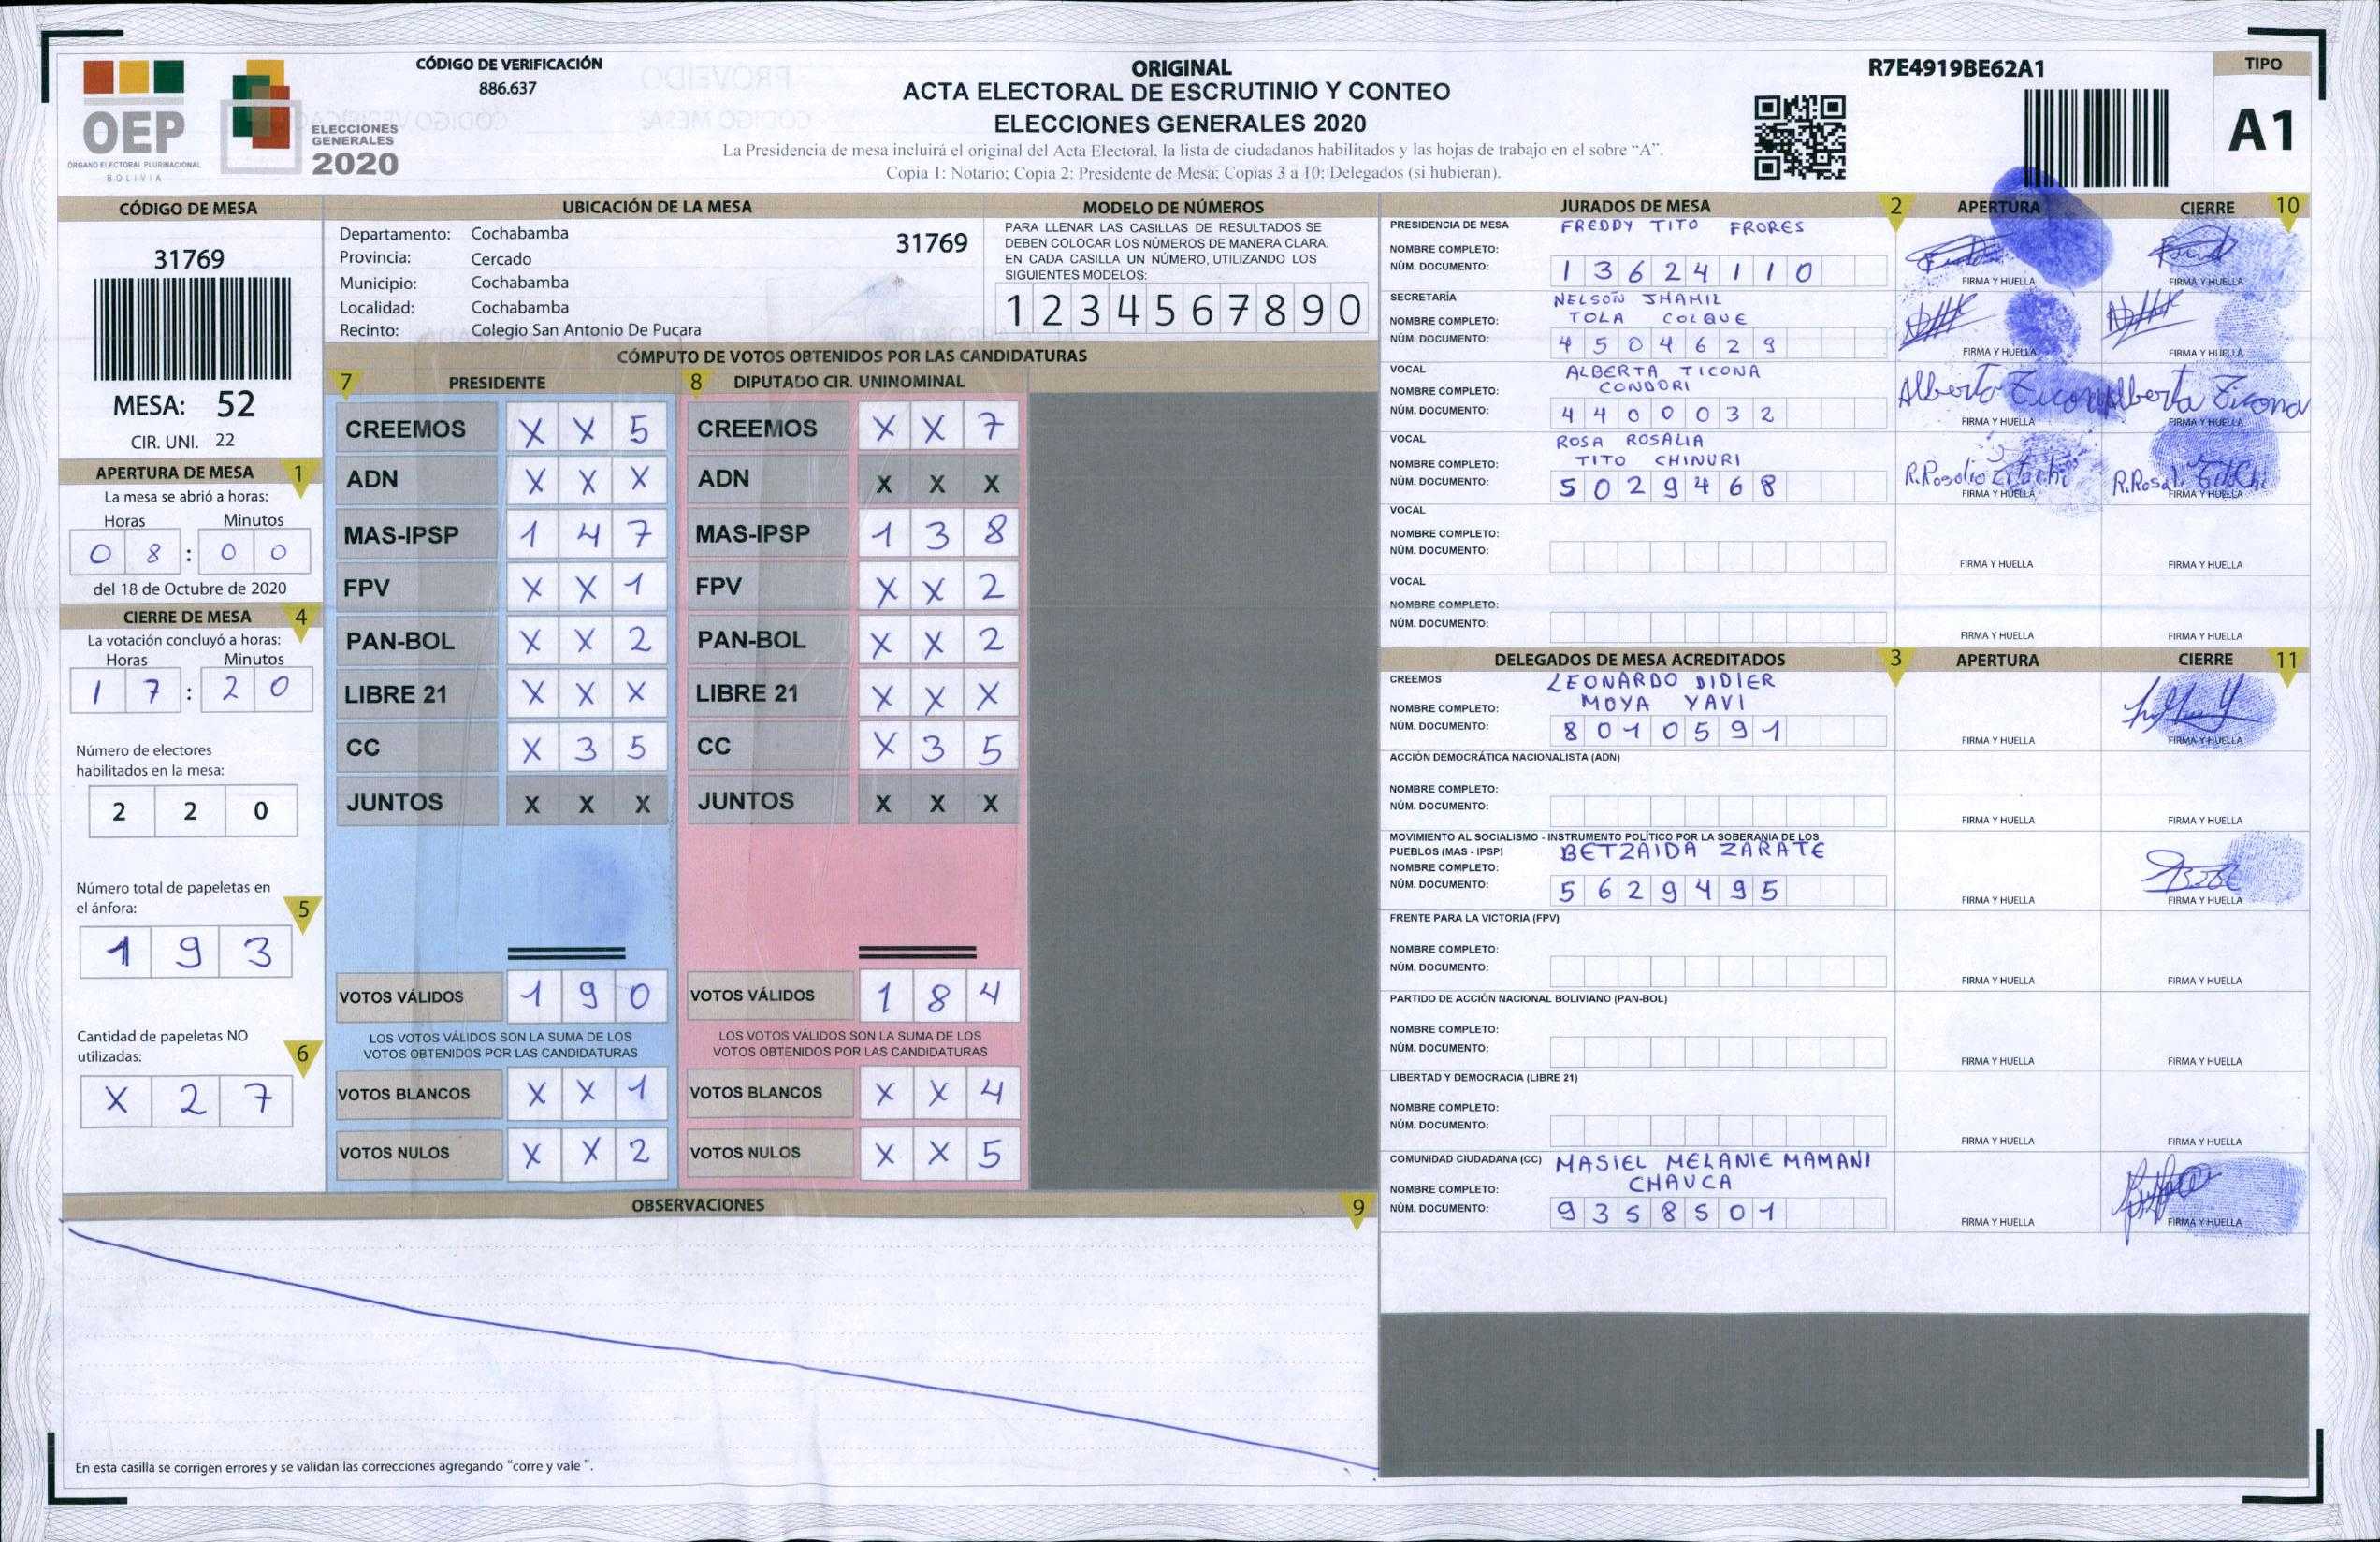 OEP
ÓRGANO ELECTORAL PLURINACIONAL
BOLIVIA
ELECCIONES
GENERALES
2020
CÓDIGO DE VERIFICACIÓN
886.637
ORIGINAL
ACTA ELECTORAL DE ESCRUTINIO Y CONTEO
ELECCIONES GENERALES 2020
La Presidencia de mesa incluirá el original del Acta Electoral, la lista de ciudadanos habilitados y las hojas de trabajo en el sobre “A”.
Copia 1: Notario; Copia 2: Presidente de Mesa; Copias 3 a 10: Delegados (si hubieran).
R7E4919BE62A1
TIPO
A1
CÓDIGO DE MESA
31769
MESA: 52
CIR. UNI. 22
APERTURA DE MESA 1
La mesa se abrió a horas:
Horas Minutos
0 8 : 0 0
del 18 de Octubre de 2020
CIERRE DE MESA 4
La votación concluyó a horas:
Horas Minutos
1 7 : 2 0
Número de electores
habilitados en la mesa:
2 2 0
Número total de papeletas en
el ánfora: 5
1 9 3
Cantidad de papeletas NO
utilizadas: 6
X 2 7
UBICACIÓN DE LA MESA
Departamento: Cochabamba
Provincia: Cercado
Municipio: Cochabamba
Localidad: Cochabamba
Recinto: Colegio San Antonio De Pucara
31769
MODELO DE NÚMEROS
PARA LLENAR LAS CASILLAS DE RESULTADOS SE
DEBEN COLOCAR LOS NÚMEROS DE MANERA CLARA.
EN CADA CASILLA UN NÚMERO, UTILIZANDO LOS
SIGUIENTES MODELOS:
1 2 3 4 5 6 7 8 9 0
CÓMPUTO DE VOTOS OBTENIDOS POR LAS CANDIDATURAS
7 PRESIDENTE
CREEMOS X X 5
ADN X X X
MAS-IPSP 1 4 7
FPV X X 1
PAN-BOL X X 2
LIBRE 21 X X X
CC X 3 5
JUNTOS X X X
VOTOS VÁLIDOS 1 9 0
LOS VOTOS VÁLIDOS SON LA SUMA DE LOS
VOTOS OBTENIDOS POR LAS CANDIDATURAS
VOTOS BLANCOS X X 1
VOTOS NULOS X X 2
8 DIPUTADO CIR. UNINOMINAL
CREEMOS X X 7
ADN X X X
MAS-IPSP 1 3 8
FPV X X 2
PAN-BOL X X 2
LIBRE 21 X X X
CC X 3 5
JUNTOS X X X
VOTOS VÁLIDOS 1 8 4
LOS VOTOS VÁLIDOS SON LA SUMA DE LOS
VOTOS OBTENIDOS POR LAS CANDIDATURAS
VOTOS BLANCOS X X 4
VOTOS NULOS X X 5
OBSERVACIONES 9
En esta casilla se corrigen errores y se validan las correcciones agregando “corre y vale ”.
JURADOS DE MESA 2 APERTURA CIERRE 10
PRESIDENCIA DE MESA FREDDY TITO FRORES
NOMBRE COMPLETO:
NÚM. DOCUMENTO: 1 3 6 2 4 1 1 0
FIRMA Y HUELLA FIRMA Y HUELLA
SECRETARÍA NELSON JHAMIL
NOMBRE COMPLETO: TOLA COLQUE
NÚM. DOCUMENTO: 4 5 0 4 6 2 9
FIRMA Y HUELLA FIRMA Y HUELLA
VOCAL ALBERTA TICONA
NOMBRE COMPLETO: CONDORI
NÚM. DOCUMENTO: 4 4 0 0 0 3 2
Alberta Ticona Alberta Ticona
FIRMA Y HUELLA FIRMA Y HUELLA
VOCAL ROSA ROSALIA
NOMBRE COMPLETO: TITO CHINURI
NÚM. DOCUMENTO: 5 0 2 9 4 6 8
FIRMA Y HUELLA FIRMA Y HUELLA
VOCAL
NOMBRE COMPLETO:
NÚM. DOCUMENTO:
FIRMA Y HUELLA FIRMA Y HUELLA
VOCAL
NOMBRE COMPLETO:
NÚM. DOCUMENTO:
FIRMA Y HUELLA FIRMA Y HUELLA
DELEGADOS DE MESA ACREDITADOS 3 APERTURA CIERRE 11
CREEMOS LEONARDO DIDIER
NOMBRE COMPLETO: MOYA YAVI
NÚM. DOCUMENTO: 8 0 1 0 5 9 1
FIRMA Y HUELLA FIRMA Y HUELLA
ACCIÓN DEMOCRÁTICA NACIONALISTA (ADN)
NOMBRE COMPLETO:
NÚM. DOCUMENTO:
FIRMA Y HUELLA FIRMA Y HUELLA
MOVIMIENTO AL SOCIALISMO - INSTRUMENTO POLÍTICO POR LA SOBERANIA DE LOS
PUEBLOS (MAS - IPSP) BETZAIDA ZARATE
NOMBRE COMPLETO:
NÚM. DOCUMENTO: 5 6 2 9 4 9 5
FIRMA Y HUELLA FIRMA Y HUELLA
FRENTE PARA LA VICTORIA (FPV)
NOMBRE COMPLETO:
NÚM. DOCUMENTO:
FIRMA Y HUELLA FIRMA Y HUELLA
PARTIDO DE ACCIÓN NACIONAL BOLIVIANO (PAN-BOL)
NOMBRE COMPLETO:
NÚM. DOCUMENTO:
FIRMA Y HUELLA FIRMA Y HUELLA
LIBERTAD Y DEMOCRACIA (LIBRE 21)
NOMBRE COMPLETO:
NÚM. DOCUMENTO:
FIRMA Y HUELLA FIRMA Y HUELLA
COMUNIDAD CIUDADANA (CC) MASIEL MELANIE MAMANI
NOMBRE COMPLETO: CHAUCA
NÚM. DOCUMENTO: 9 3 5 8 5 0 1
FIRMA Y HUELLA FIRMA Y HUELLA